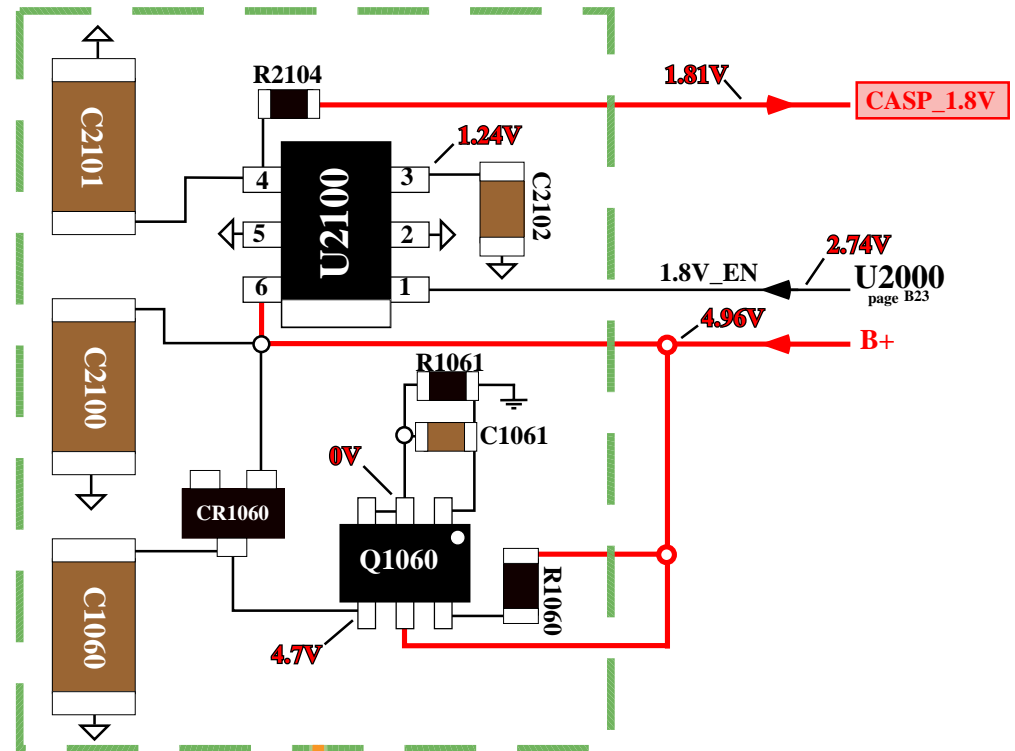 1.81V
R2104
CASP_1.8V
C2101
1.24V
4
3
U2100
C2102
5
2
2.74V
1.8V_EN
U2000
6
1
page B23
4.96V
B+
C2100
R1061
C1061
0V
CR1060
Q1060
R1060
C1060
4.7V